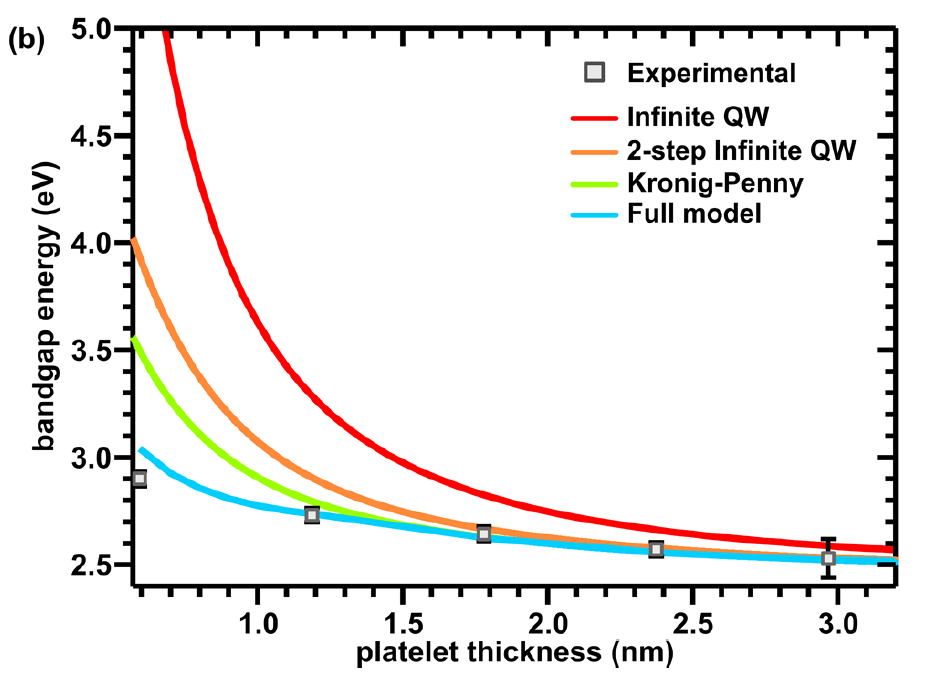 (b)
5.0
4.5
4.0
3.5
3.0
2.5
bandgap energy (eV)
Experimental
Infinite QW
2-step Infinite QW
Kronig-Penny
Full model
1.0 1.5 2.0 2.5 3.0
platelet thickness (nm)